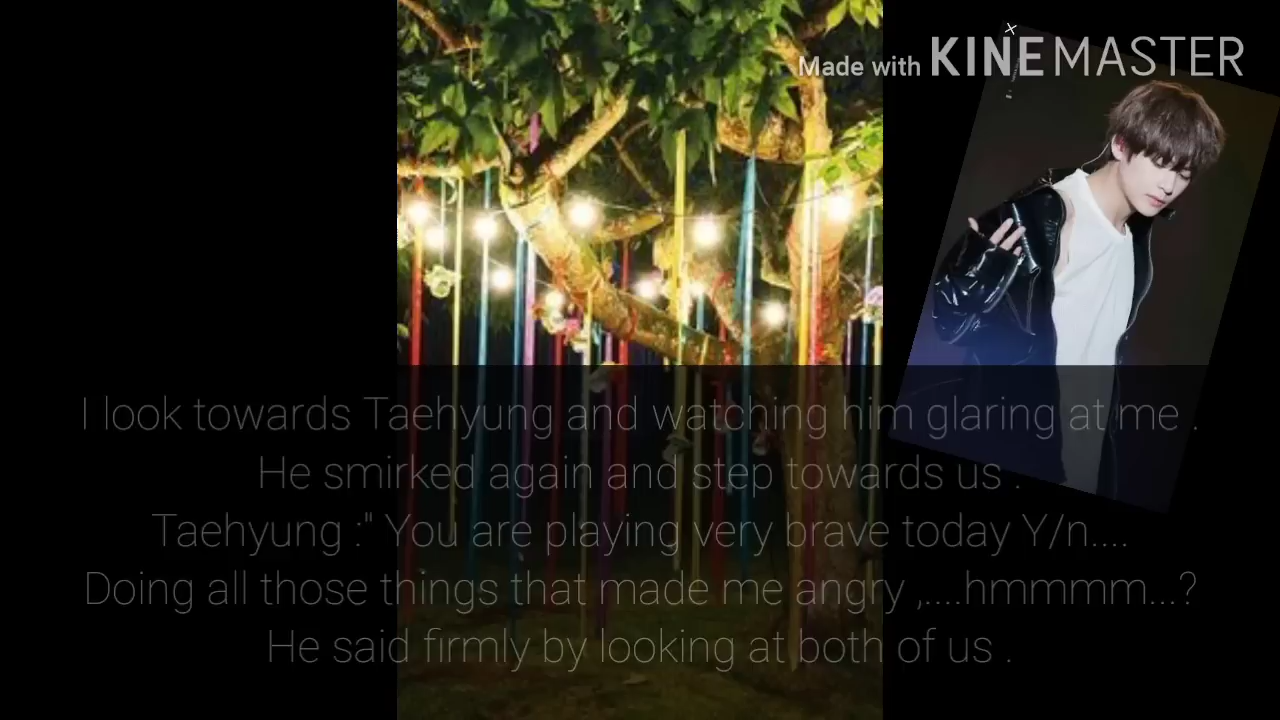 Made with KINEMASTER
I look towards Taehyung and watching him glaring at me .
He smirked again and step towards us .
Taehyung :" You are playing very brave today Y/n....
Doing all those things that made me angry ,....hmmmm...?
He said firmly by looking at both of us .